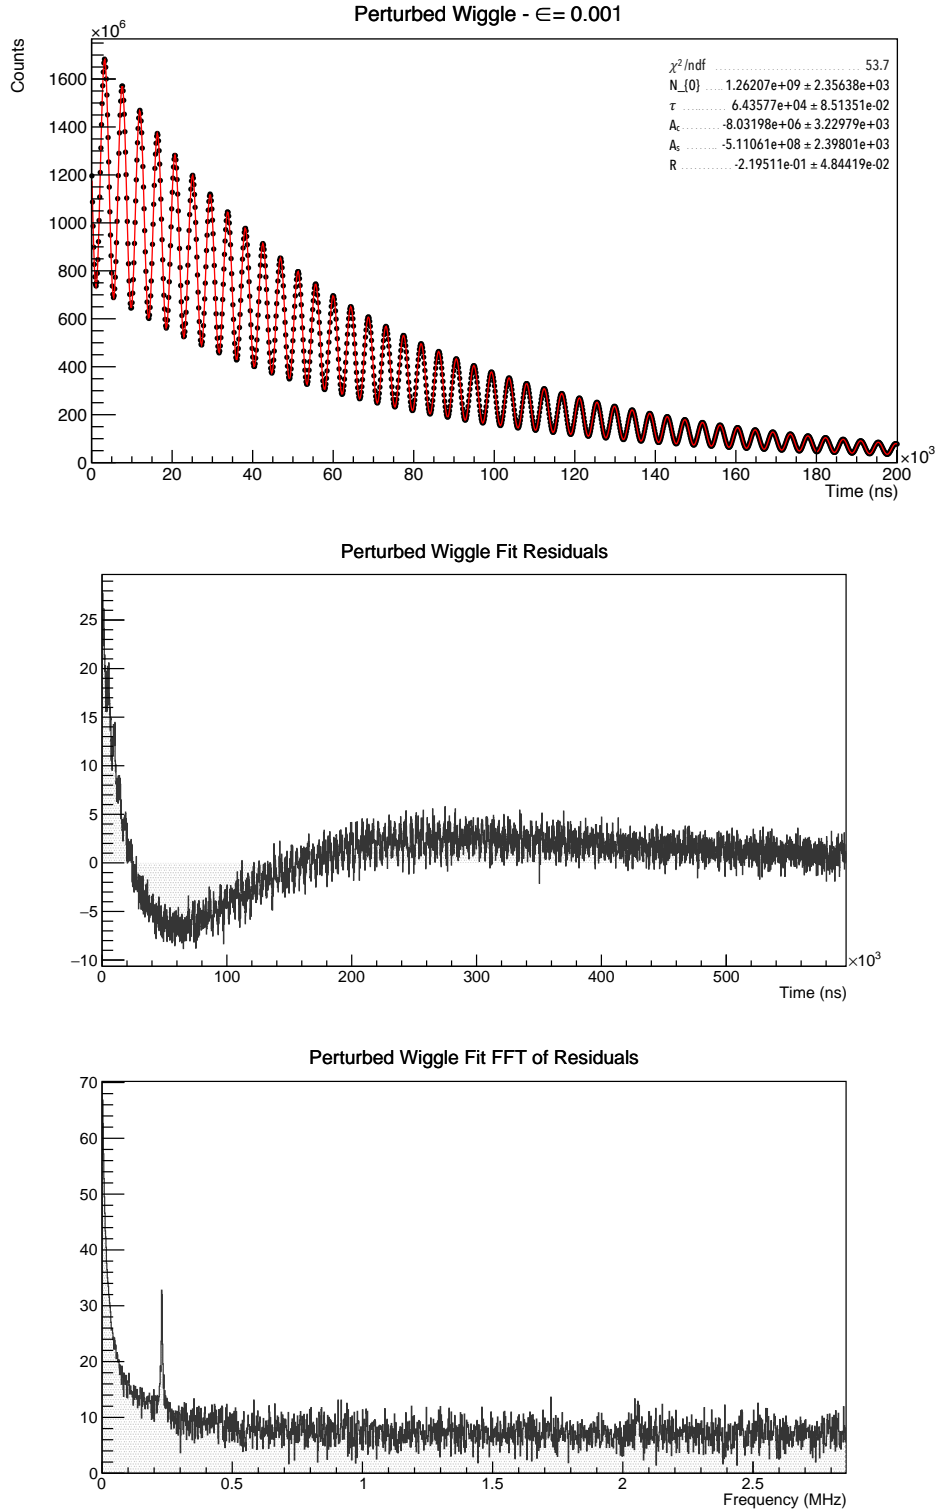 Perturbed Wiggle - ∈= 0.001
×10⁶
Counts
1600
1400
1200
1000
800
600
400
200
0
χ²/ndf 53.7
N_{0} 1.26207e+09 ± 2.35638e+03
τ 6.43577e+04 ± 8.51351e-02
A_c -8.03198e+06 ± 3.22979e+03
A_s -5.11061e+08 ± 2.39801e+03
R -2.19511e-01 ± 4.84419e-02
0 20 40 60 80 100 120 140 160 180 200
×10³
Time (ns)
Perturbed Wiggle Fit Residuals
25
20
15
10
5
0
−5
−10
0 100 200 300 400 500
×10³
Time (ns)
Perturbed Wiggle Fit FFT of Residuals
70
60
50
40
30
20
10
0
0 0.5 1 1.5 2 2.5
Frequency (MHz)